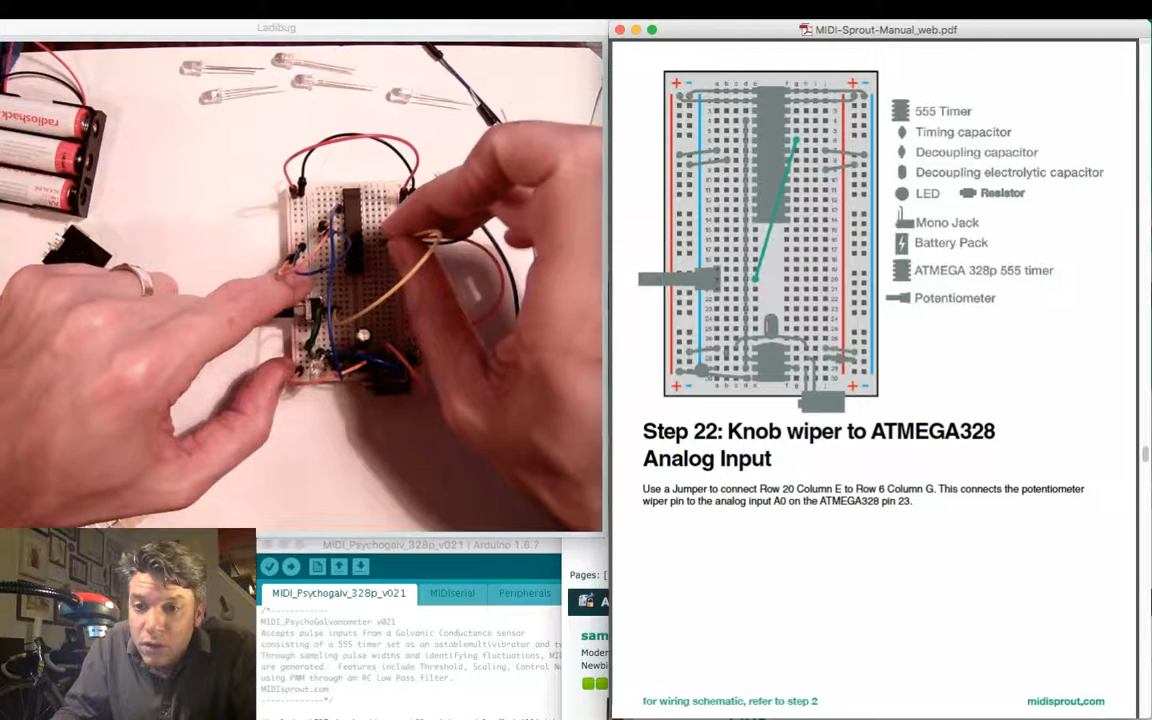 Ladibug
MIDI-Sprout-Manual_web.pdf
radioshack
555 Timer
Timing capacitor
Decoupling capacitor
Decoupling electrolytic capacitor
LED
Resistor
Mono Jack
Battery Pack
ATMEGA 328p 555 timer
Potentiometer
Step 22: Knob wiper to ATMEGA328
Analog Input
Use a Jumper to connect Row 20 Column E to Row 6 Column G. This connects the potentiometer
wiper pin to the analog input A0 on the ATMEGA328 pin 23.
for wiring schematic, refer to step 2
midisprout.com
MIDI_Psychogalv_328p_v021 | Arduino 1.6.7
MIDI_Psychogalv_328p_v021
MIDIserial
Peripherals
/*------------
MIDI_PsychoGalvanometer v021
Accepts pulse inputs from a Galvanic Conductance sensor
consisting of a 555 timer set as an astablemultivibrator and tw
Through sampling pulse widths and identifying fluctuations, MID
are generated. Features include Threshold, Scaling, Control N
using PWM through an RC Low Pass filter.
MIDIsprout.com
-------------*/
Pages: [
A
sam
Moder
Newbi